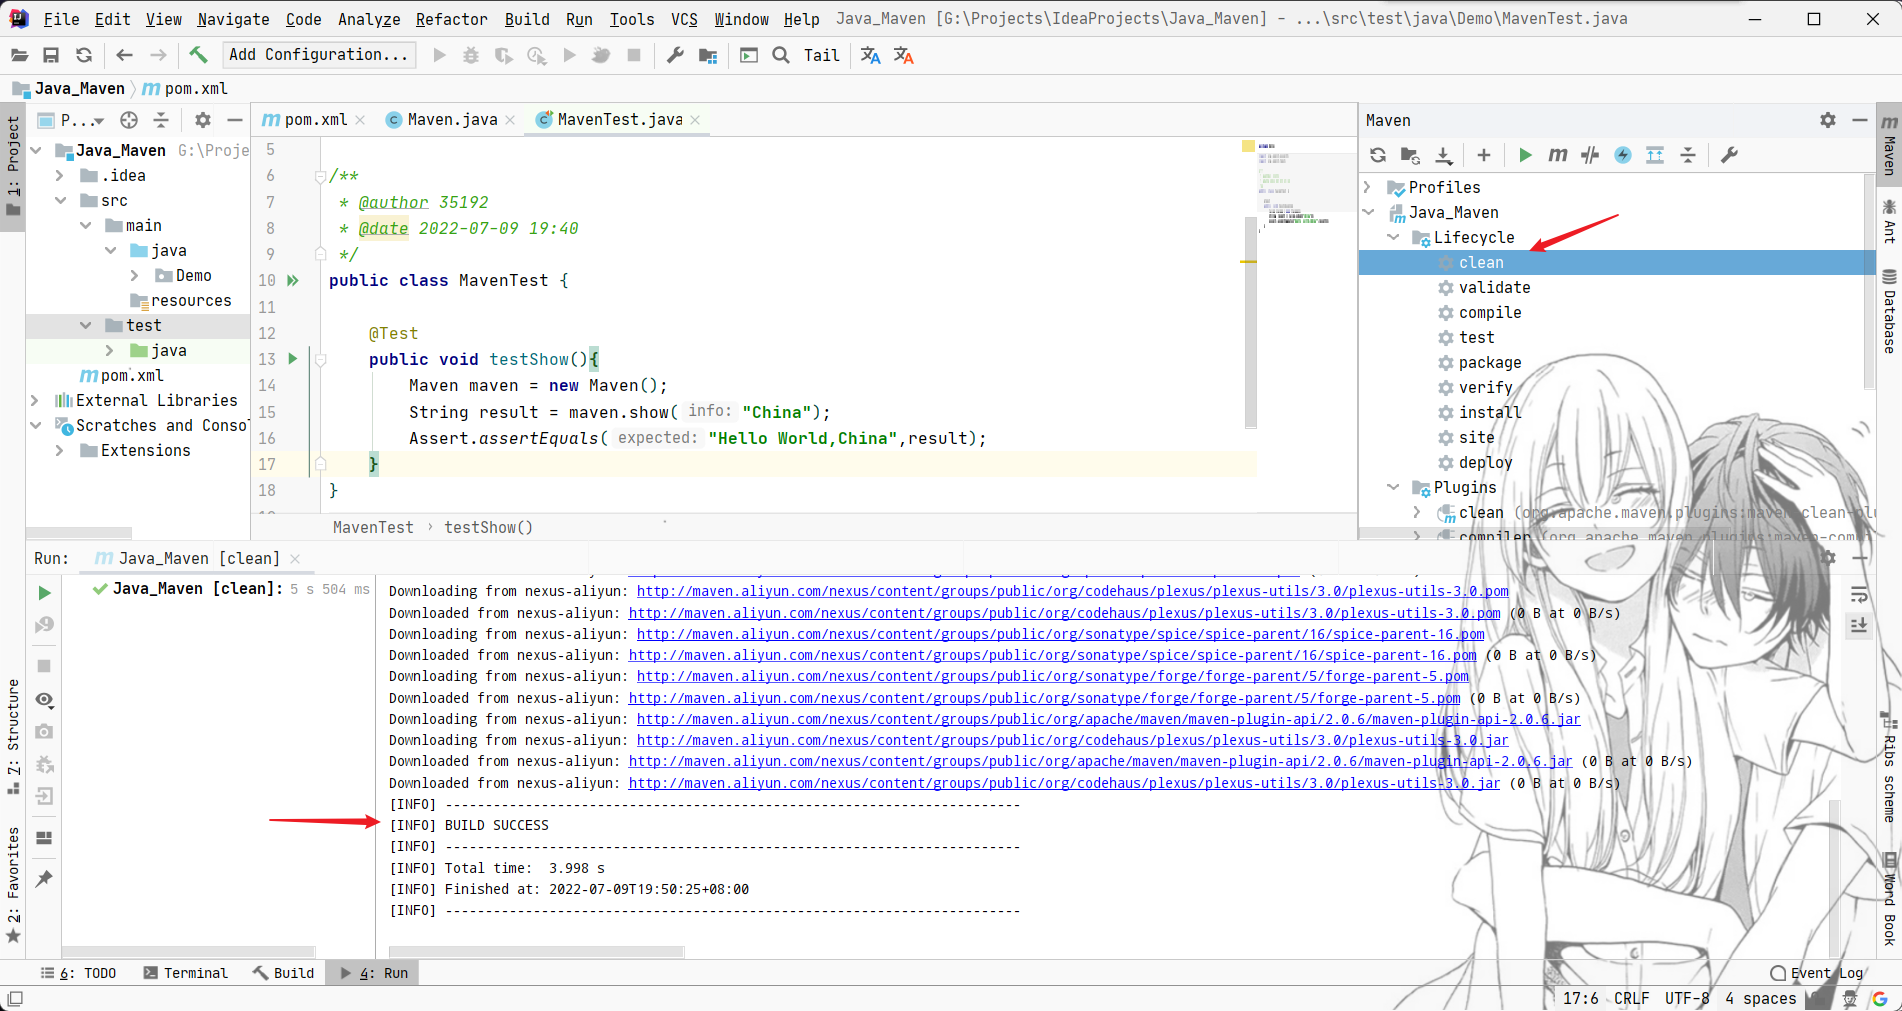 File Edit View Navigate Code Analyze Refactor Build Run Tools VCS Window Help Java_Maven [G:\Projects\IdeaProjects\Java_Maven] - ...\src\test\java\Demo\MavenTest.java
Add Configuration... Tail
Java_Maven pom.xml
1: Project
7: Structure
2: Favorites
P...
Java_Maven G:\Proje
.idea
src
main
java
Demo
resources
test
java
pom.xml
External Libraries
Scratches and Conso
Extensions
pom.xml Maven.java MavenTest.java
5
6 /**
7 * @author 35192
8 * @date 2022-07-09 19:40
9 */
10 public class MavenTest {
11
12 @Test
13 public void testShow(){
14 Maven maven = new Maven();
15 String result = maven.show( info: "China");
16 Assert.assertEquals( expected: "Hello World,China",result);
17 }
18 }
MavenTest › testShow()
Maven
Profiles
Java_Maven
Lifecycle
clean
validate
compile
test
package
verify
install
site
deploy
Plugins
clean (org.apache.maven.plugins:maven-clean-plu
compiler (org.apache.maven.plugins:maven-compi
Maven
Ant
Database
Ribs scheme
Word Book
Run: Java_Maven [clean]
Java_Maven [clean]: 5 s 504 ms
Downloading from nexus-aliyun: http://maven.aliyun.com/nexus/content/groups/public/org/codehaus/plexus/plexus-utils/3.0/plexus-utils-3.0.pom
Downloaded from nexus-aliyun: http://maven.aliyun.com/nexus/content/groups/public/org/codehaus/plexus/plexus-utils/3.0/plexus-utils-3.0.pom (0 B at 0 B/s)
Downloading from nexus-aliyun: http://maven.aliyun.com/nexus/content/groups/public/org/sonatype/spice/spice-parent/16/spice-parent-16.pom
Downloaded from nexus-aliyun: http://maven.aliyun.com/nexus/content/groups/public/org/sonatype/spice/spice-parent/16/spice-parent-16.pom (0 B at 0 B/s)
Downloading from nexus-aliyun: http://maven.aliyun.com/nexus/content/groups/public/org/sonatype/forge/forge-parent/5/forge-parent-5.pom
Downloaded from nexus-aliyun: http://maven.aliyun.com/nexus/content/groups/public/org/sonatype/forge/forge-parent/5/forge-parent-5.pom (0 B at 0 B/s)
Downloading from nexus-aliyun: http://maven.aliyun.com/nexus/content/groups/public/org/apache/maven/maven-plugin-api/2.0.6/maven-plugin-api-2.0.6.jar
Downloading from nexus-aliyun: http://maven.aliyun.com/nexus/content/groups/public/org/codehaus/plexus/plexus-utils/3.0/plexus-utils-3.0.jar
Downloaded from nexus-aliyun: http://maven.aliyun.com/nexus/content/groups/public/org/apache/maven/maven-plugin-api/2.0.6/maven-plugin-api-2.0.6.jar (0 B at 0 B/s)
Downloaded from nexus-aliyun: http://maven.aliyun.com/nexus/content/groups/public/org/codehaus/plexus/plexus-utils/3.0/plexus-utils-3.0.jar (0 B at 0 B/s)
[INFO] ------------------------------------------------------------------------
[INFO] BUILD SUCCESS
[INFO] ------------------------------------------------------------------------
[INFO] Total time:  3.998 s
[INFO] Finished at: 2022-07-09T19:50:25+08:00
[INFO] ------------------------------------------------------------------------
6: TODO Terminal Build 4: Run Event Log
17:6 CRLF UTF-8 4 spaces